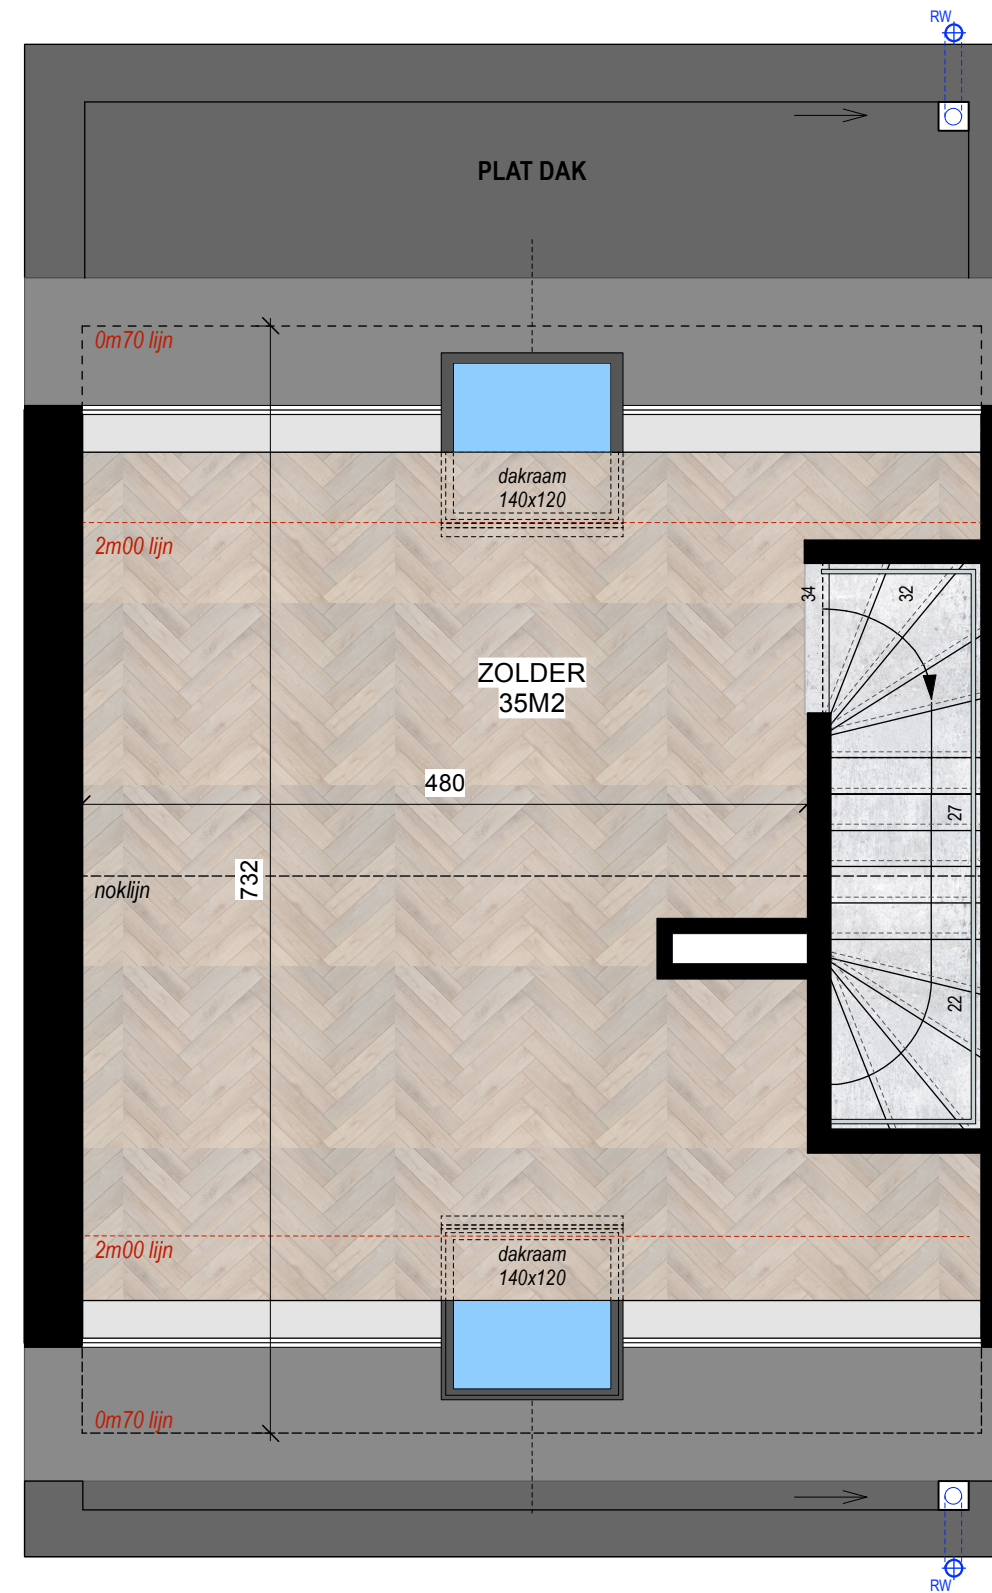 RW
PLAT DAK
0m70 lijn
dakraam
140x120
2m00 lijn
34
32
ZOLDER
35M2
480
27
732
noklijn
22
2m00 lijn
dakraam
140x120
0m70 lijn
RW